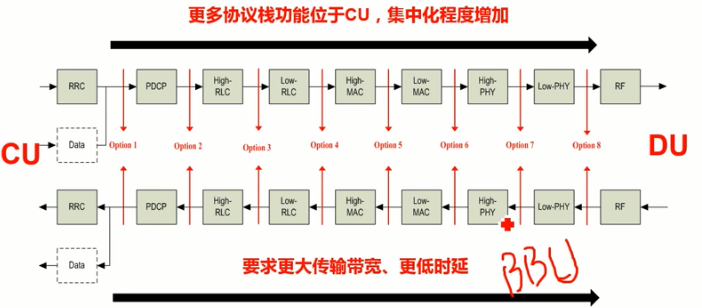 更多协议栈功能位于CU，集中化程度增加
RRC PDCP High-RLC Low-RLC High-MAC Low-MAC High-PHY Low-PHY RF
Data
CU Option 1 Option 2 Option 3 Option 4 Option 5 Option 6 Option 7 Option 8 DU
RRC PDCP High-RLC Low-RLC High-MAC Low-MAC High-PHY Low-PHY RF
Data
要求更大传输带宽、更低时延
BBU